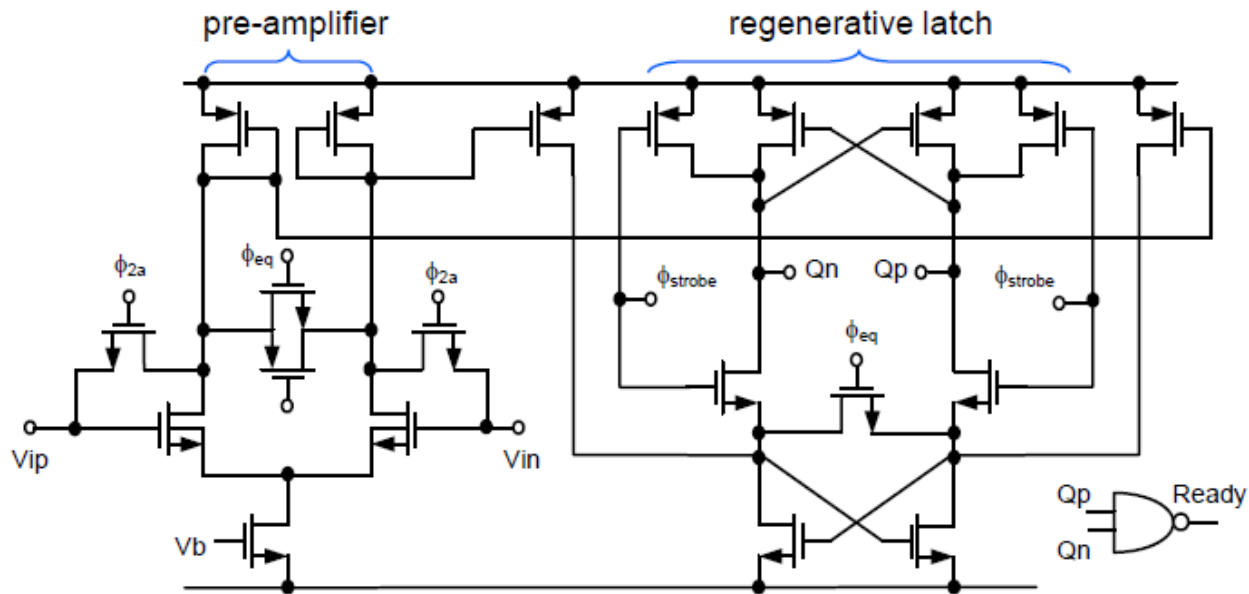 pre-amplifier
regenerative latch
ϕ2a
ϕeq
ϕ2a
ϕstrobe
Qn
Qp
ϕstrobe
ϕeq
Vip
Vin
Vb
Qp
Qn
Ready